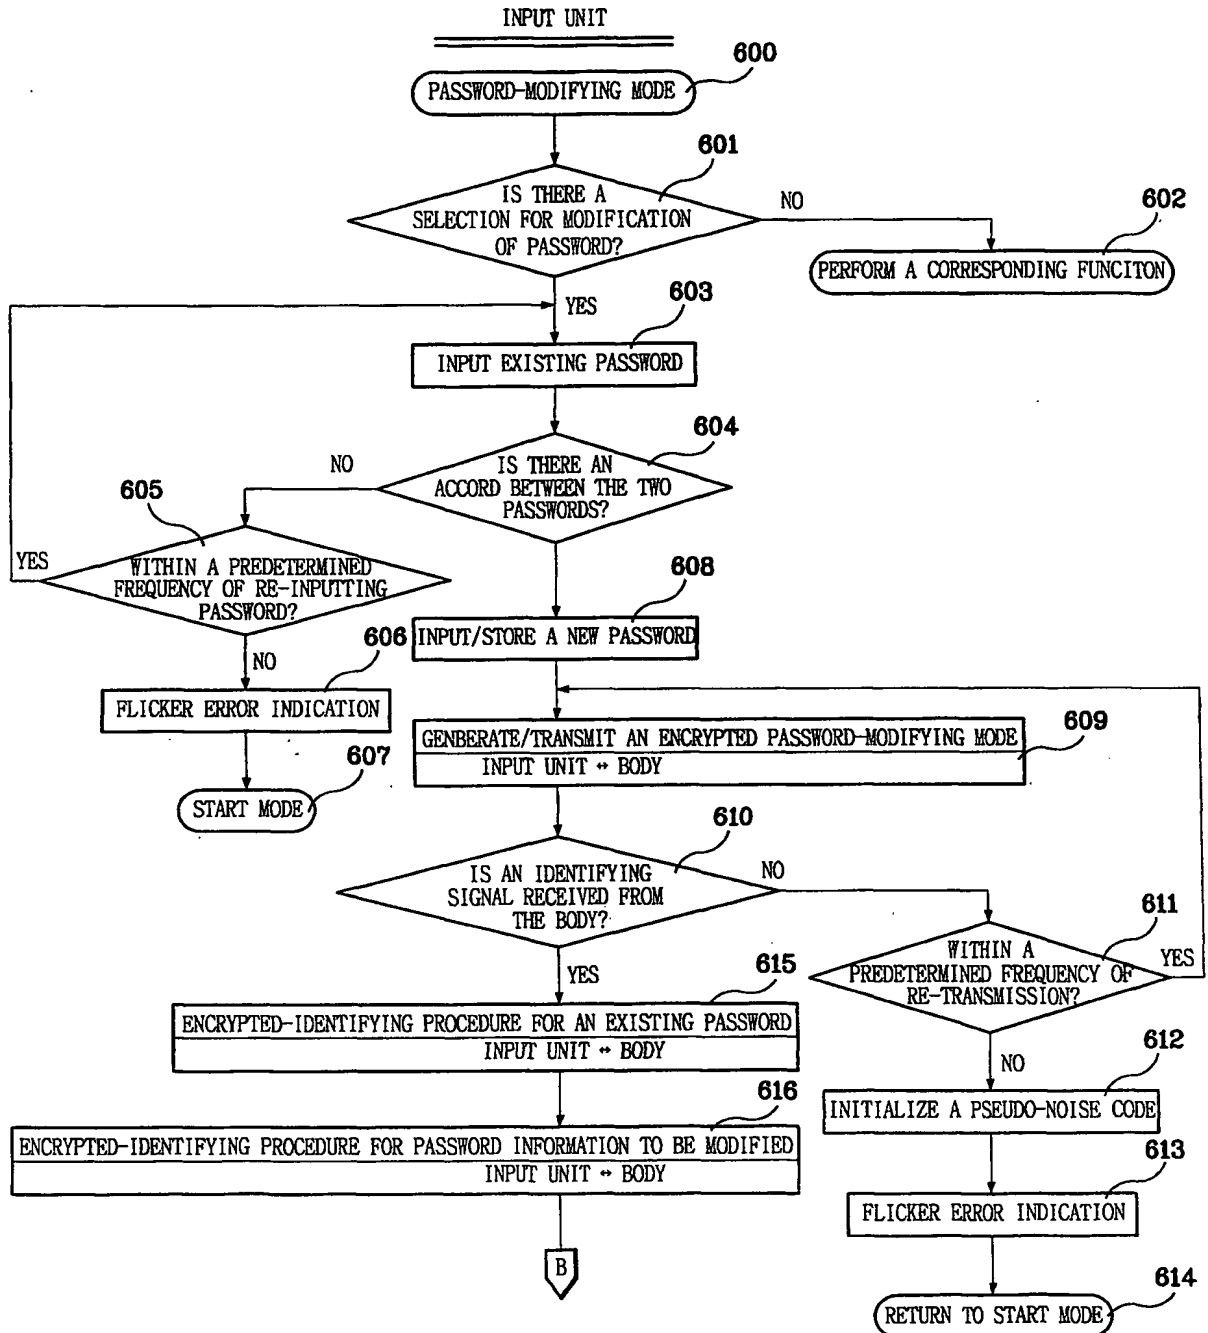 INPUT UNIT
600
PASSWORD-MODIFYING MODE
601
IS THERE A
SELECTION FOR MODIFICATION
OF PASSWORD?
NO
602
PERFORM A CORRESPONDING FUNCITON
YES
603
INPUT EXISTING PASSWORD
604
IS THERE AN
ACCORD BETWEEN THE TWO
PASSWORDS?
NO
605
YES
WITHIN A PREDETERMINED
FREQUENCY OF RE-INPUTTING
PASSWORD?
NO
606
FLICKER ERROR INDICATION
607
START MODE
608
INPUT/STORE A NEW PASSWORD
609
GENBERATE/TRANSMIT AN ENCRYPTED PASSWORD-MODIFYING MODE
INPUT UNIT ↔ BODY
610
IS AN IDENTIFYING
SIGNAL RECEIVED FROM
THE BODY?
NO
611
WITHIN A
PREDETERMINED FREQUENCY OF
RE-TRANSMISSION?
YES
NO
612
INITIALIZE A PSEUDO-NOISE CODE
613
FLICKER ERROR INDICATION
614
RETURN TO START MODE
YES
615
ENCRYPTED-IDENTIFYING PROCEDURE FOR AN EXISTING PASSWORD
INPUT UNIT ↔ BODY
616
ENCRYPTED-IDENTIFYING PROCEDURE FOR PASSWORD INFORMATION TO BE MODIFIED
INPUT UNIT ↔ BODY
B